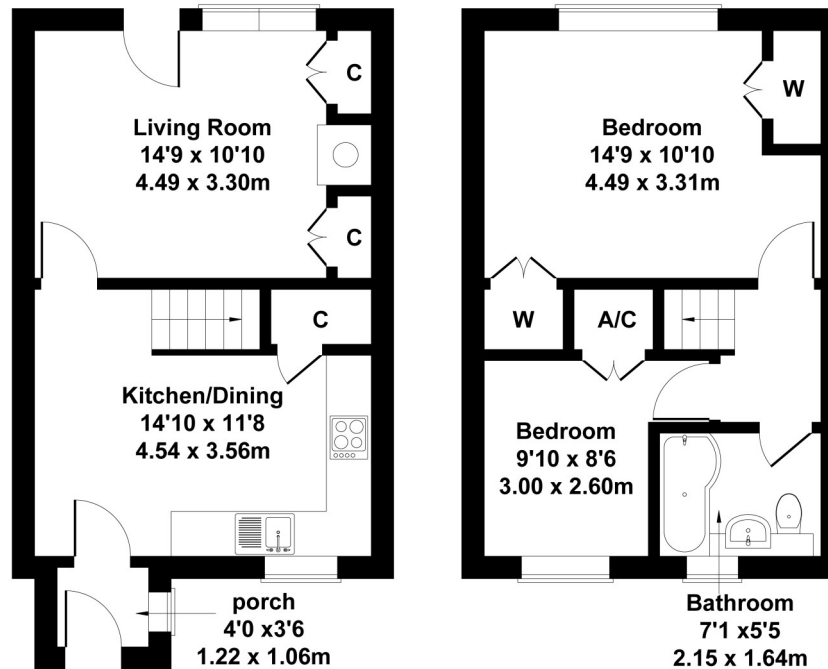 C
Living Room
14'9 x 10'10
4.49 x 3.30m
C
C
Kitchen/Dining
14'10 x 11'8
4.54 x 3.56m
porch
4'0 x3'6
1.22 x 1.06m
W
Bedroom
14'9 x 10'10
4.49 x 3.31m
W
A/C
Bedroom
9'10 x 8'6
3.00 x 2.60m
Bathroom
7'1 x5'5
2.15 x 1.64m